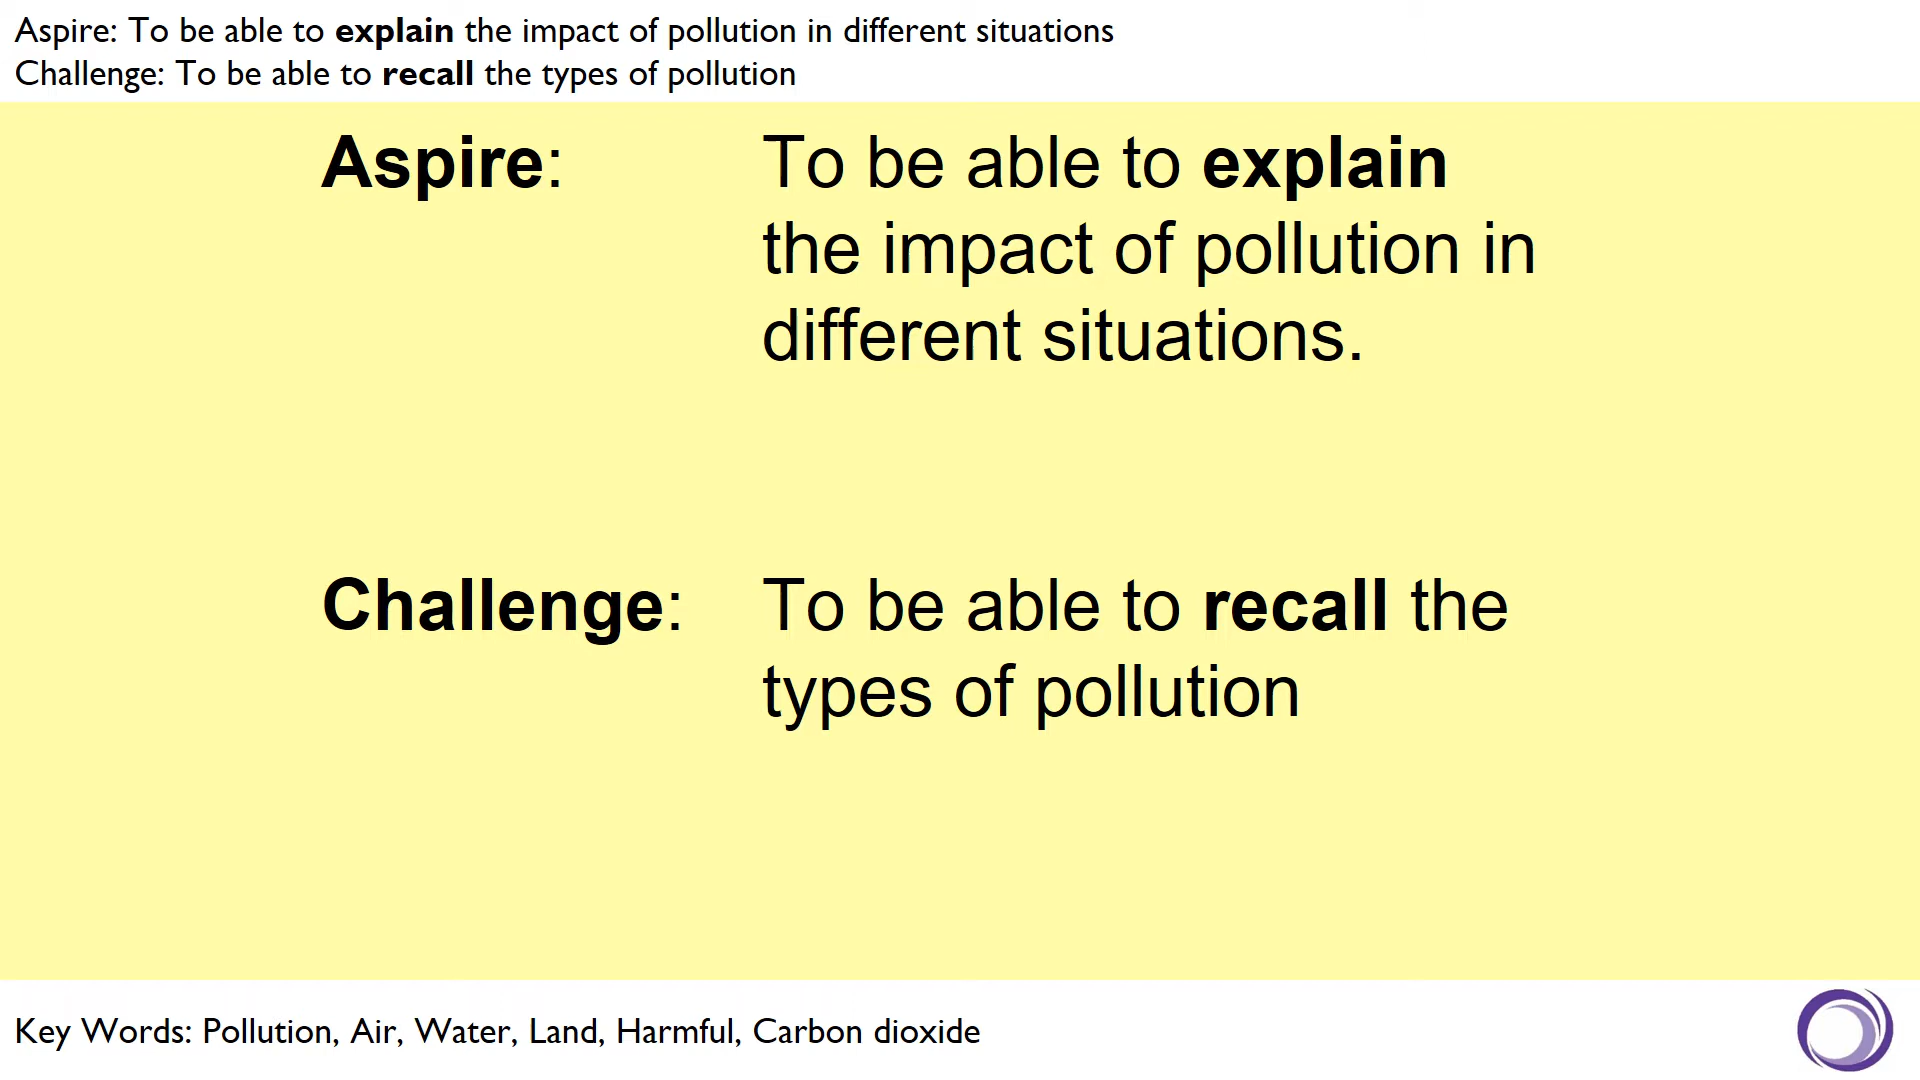 Aspire: To be able to explain the impact of pollution in different situations
Challenge: To be able to recall the types of pollution
Aspire: To be able to explain
the impact of pollution in
different situations.
Challenge: To be able to recall the
types of pollution
Key Words: Pollution, Air, Water, Land, Harmful, Carbon dioxide